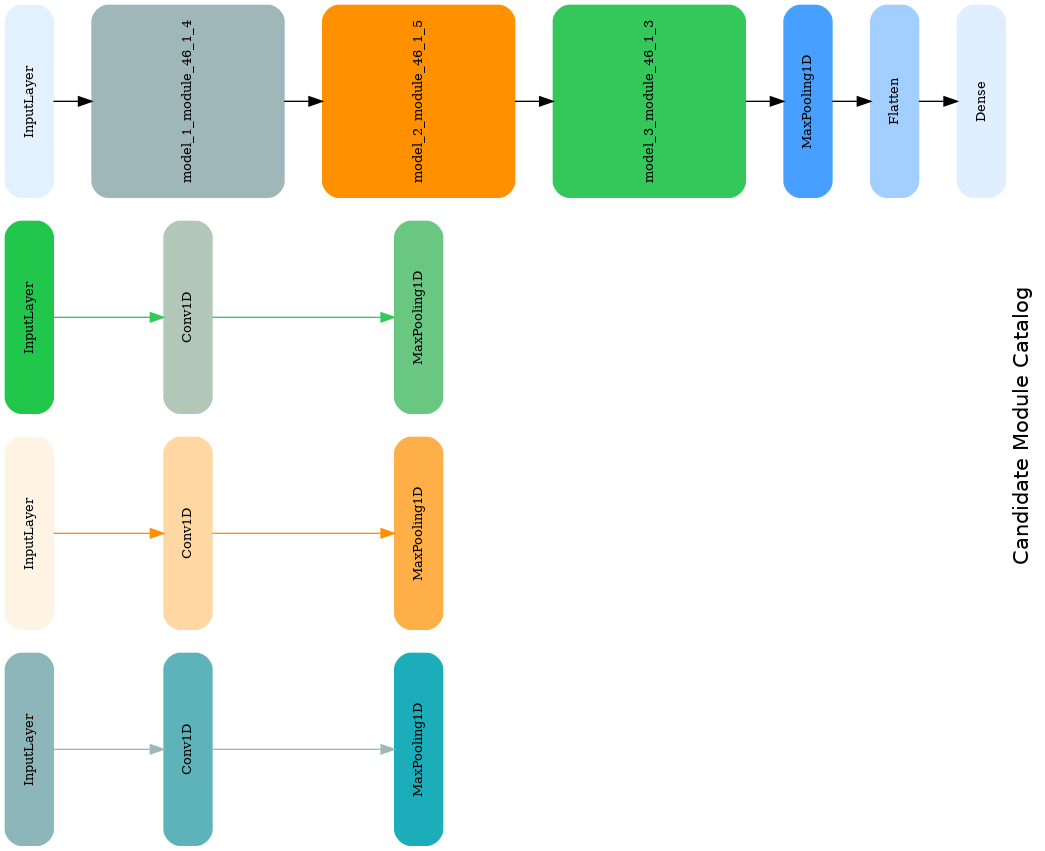 InputLayer
model_1_module_46_1_4
model_2_module_46_1_5
model_3_module_46_1_3
MaxPooling1D
Flatten
Dense
InputLayer
Conv1D
MaxPooling1D
InputLayer
Conv1D
MaxPooling1D
InputLayer
Conv1D
MaxPooling1D
Candidate Module Catalog